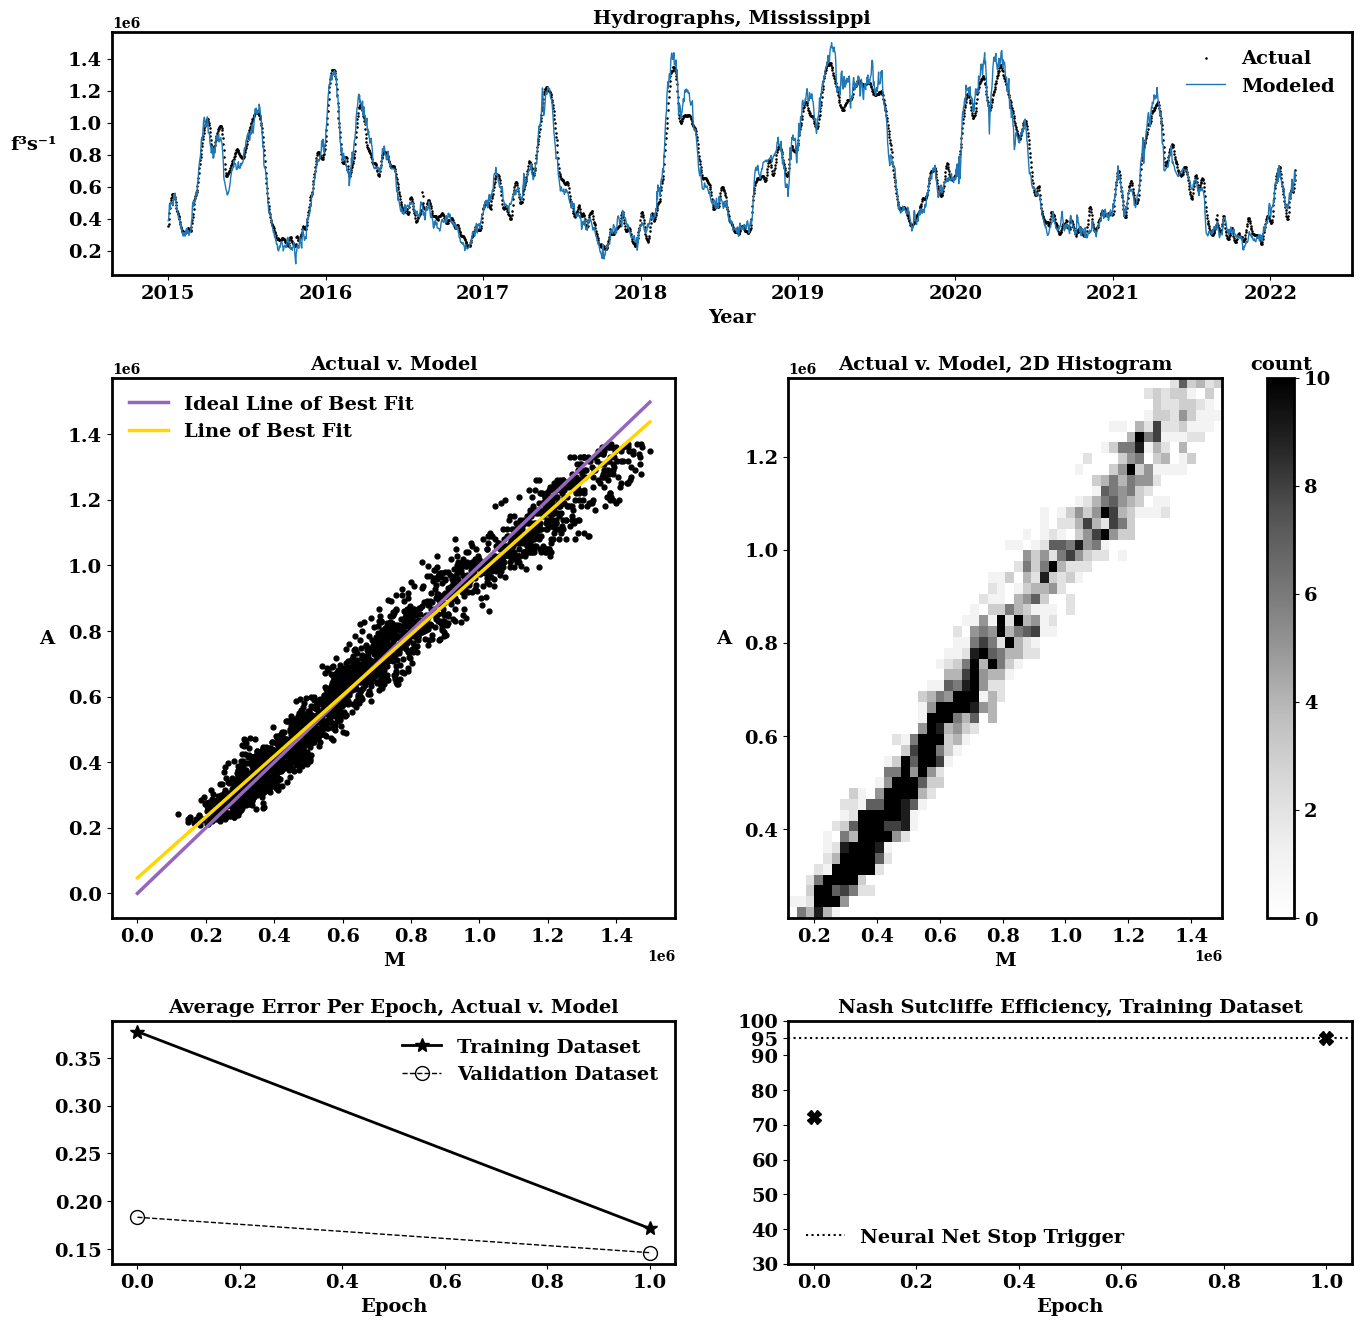 Hydrographs, Mississippi
1e6
1.4
1.2
1.0
0.8
0.6
0.4
0.2
f³s⁻¹
Actual
Modeled
2015 2016 2017 2018 2019 2020 2021 2022
Year
Actual v. Model
1e6
Ideal Line of Best Fit
Line of Best Fit
1.4
1.2
1.0
0.8
0.6
0.4
0.2
0.0
A
0.0 0.2 0.4 0.6 0.8 1.0 1.2 1.4
1e6
M
Actual v. Model, 2D Histogram
1e6
1.2
1.0
0.8
0.6
0.4
A
0.2 0.4 0.6 0.8 1.0 1.2 1.4
1e6
M
count
10
8
6
4
2
0
Average Error Per Epoch, Actual v. Model
Training Dataset
Validation Dataset
0.35
0.30
0.25
0.20
0.15
0.0 0.2 0.4 0.6 0.8 1.0
Epoch
Nash Sutcliffe Efficiency, Training Dataset
100
95
90
80
70
60
50
40
30
Neural Net Stop Trigger
0.0 0.2 0.4 0.6 0.8 1.0
Epoch